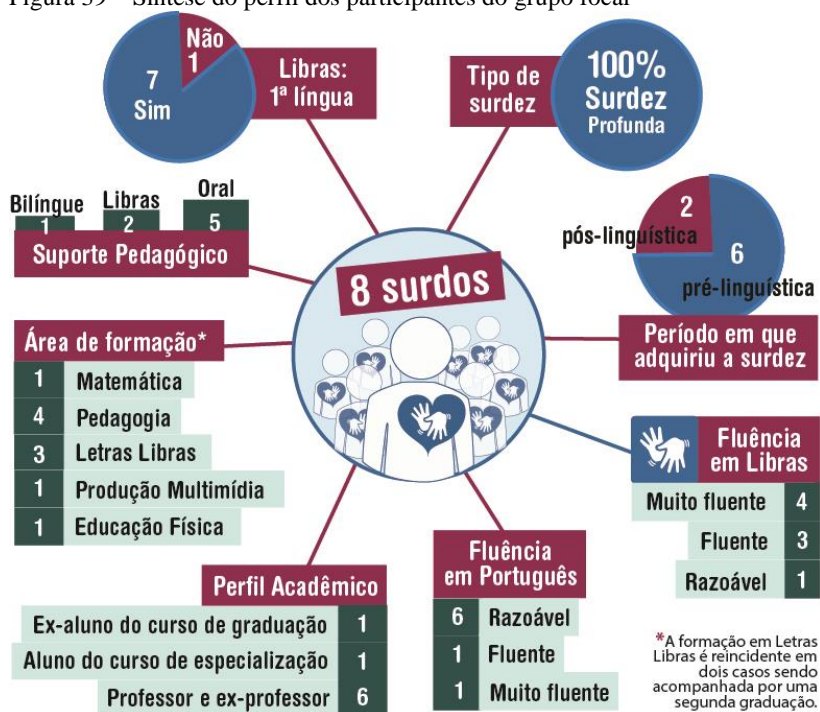 Figura 39 – Síntese do perfil dos participantes do grupo focal
Não
1
7
Sim
Libras:
1ª língua
Tipo de
surdez
100%
Surdez
Profunda
Bilíngue
1
Libras
2
Oral
5
Suporte Pedagógico
8 surdos
2
pós-linguística
6
pré-linguística
Período em que
adquiriu a surdez
Área de formação*
1 Matemática
4 Pedagogia
3 Letras Libras
1 Produção Multimídia
1 Educação Física
Fluência
em Libras
Muito fluente 4
Fluente 3
Razoável 1
Perfil Acadêmico
Ex-aluno do curso de graduação 1
Aluno do curso de especialização 1
Professor e ex-professor 6
Fluência
em Português
6 Razoável
1 Fluente
1 Muito fluente
*A formação em Letras
Libras é reincidente em
dois casos sendo
acompanhada por uma
segunda graduação.